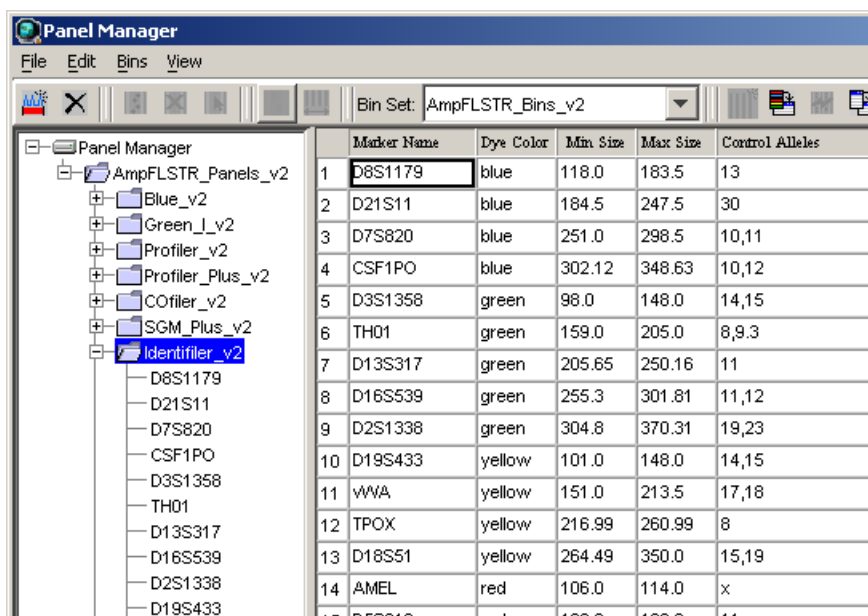 Panel Manager
File Edit Bins View
Bin Set: AmpFLSTR_Bins_v2
Panel Manager
AmpFLSTR_Panels_v2
Blue_v2
Green_I_v2
Profiler_v2
Profiler_Plus_v2
COfiler_v2
SGM_Plus_v2
Identifiler_v2
D8S1179
D21S11
D7S820
CSF1PO
D3S1358
TH01
D13S317
D16S539
D2S1338
D19S433
Marker Name Dye Color Min Size Max Size Control Alleles
1 D8S1179 blue 118.0 183.5 13
2 D21S11 blue 184.5 247.5 30
3 D7S820 blue 251.0 298.5 10,11
4 CSF1PO blue 302.12 348.63 10,12
5 D3S1358 green 98.0 148.0 14,15
6 TH01 green 159.0 205.0 8,9.3
7 D13S317 green 205.65 250.16 11
8 D16S539 green 255.3 301.81 11,12
9 D2S1338 green 304.8 370.31 19,23
10 D19S433 yellow 101.0 148.0 14,15
11 vWA yellow 151.0 213.5 17,18
12 TPOX yellow 216.99 260.99 8
13 D18S51 yellow 264.49 350.0 15,19
14 AMEL red 106.0 114.0 x